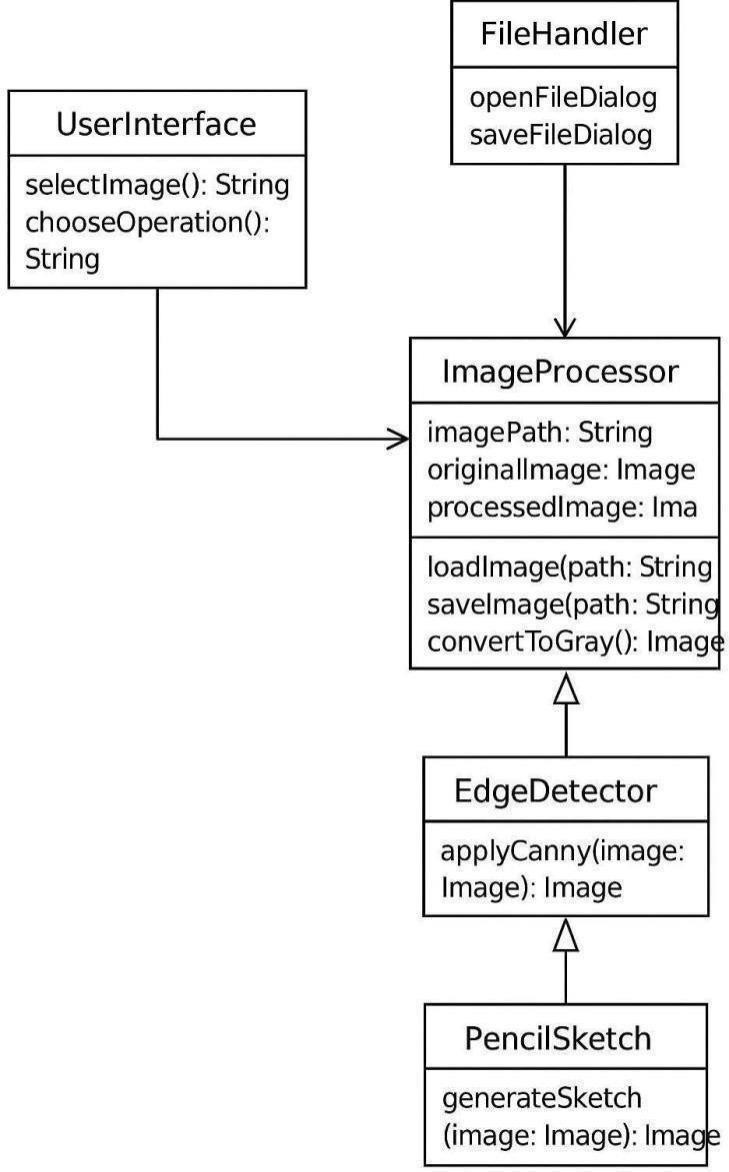 FileHandler
openFileDialog
saveFileDialog
UserInterface
selectImage(): String
chooseOperation():
String
ImageProcessor
imagePath: String
originalImage: Image
processedImage: Ima
loadImage(path: String
saveImage(path: String
convertToGray(): Image
EdgeDetector
applyCanny(image:
Image): Image
PencilSketch
generateSketch
(image: Image): Image